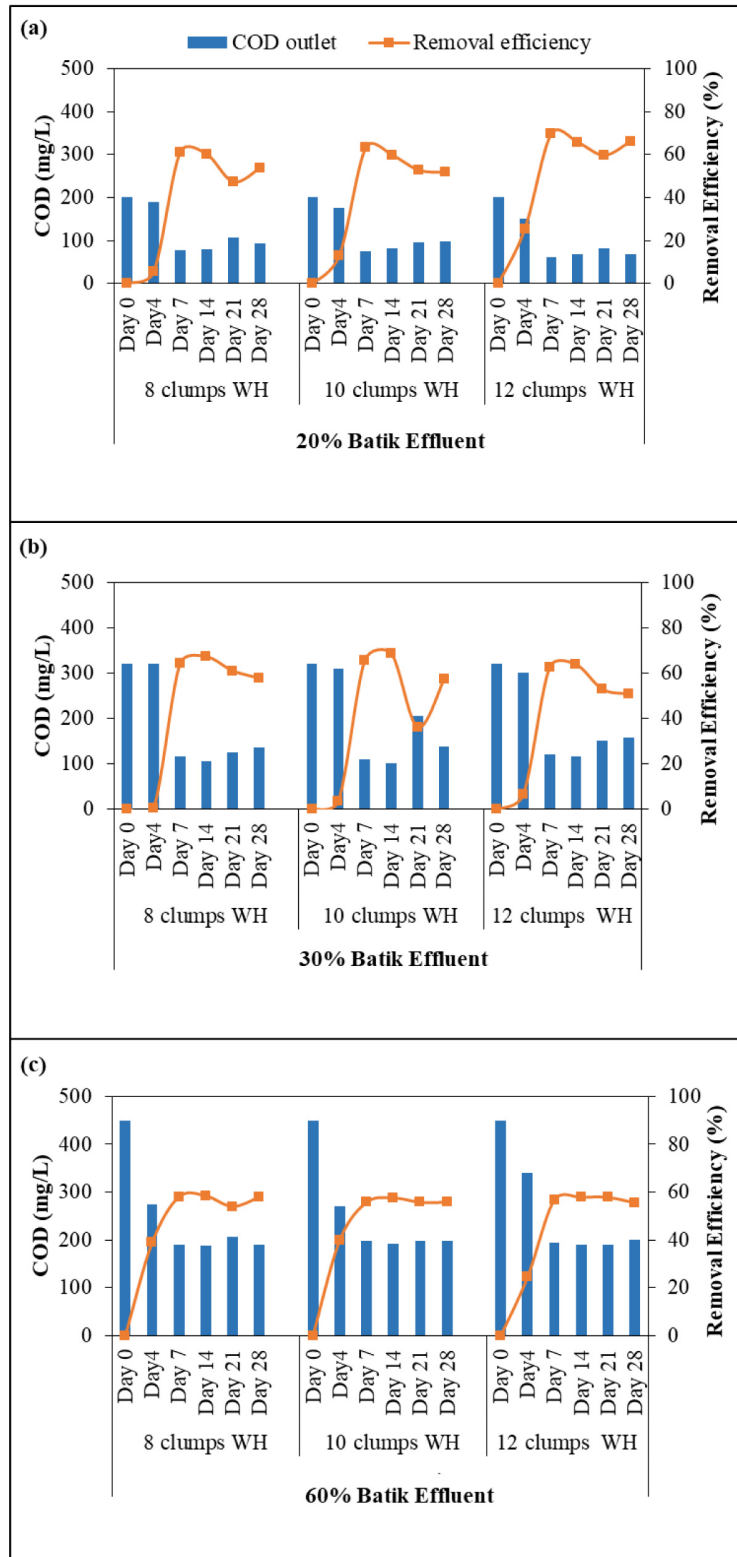 (a)
COD outlet Removal efficiency
500 100
400 80
300 60
200 40
100 20
0 0
COD (mg/L)
Removal Efficiency (%)
Day 0 Day4 Day 7 Day 14 Day 21 Day 28 Day 0 Day4 Day 7 Day 14 Day 21 Day 28 Day 0 Day4 Day 7 Day 14 Day 21 Day 28
8 clumps WH 10 clumps WH 12 clumps WH
20% Batik Effluent
(b)
500 100
400 80
300 60
200 40
100 20
0 0
COD (mg/L)
Removal Efficiency (%)
Day 0 Day4 Day 7 Day 14 Day 21 Day 28 Day 0 Day4 Day 7 Day 14 Day 21 Day 28 Day 0 Day4 Day 7 Day 14 Day 21 Day 28
8 clumps WH 10 clumps WH 12 clumps WH
30% Batik Effluent
(c)
500 100
400 80
300 60
200 40
100 20
0 0
COD (mg/L)
Removal Efficiency (%)
Day 0 Day4 Day 7 Day 14 Day 21 Day 28 Day 0 Day4 Day 7 Day 14 Day 21 Day 28 Day 0 Day4 Day 7 Day 14 Day 21 Day 28
8 clumps WH 10 clumps WH 12 clumps WH
60% Batik Effluent